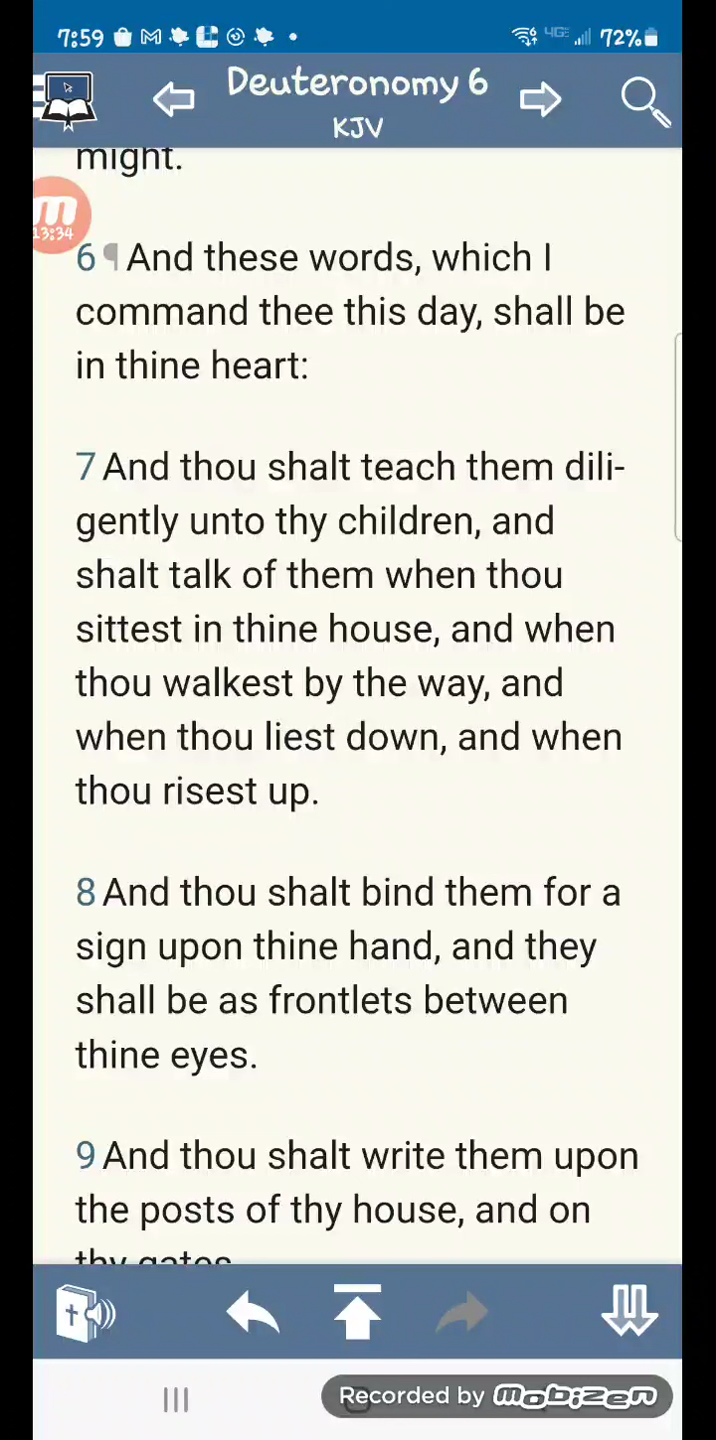 7:59
4GE 72%
Deuteronomy 6
KJV
might.
13:34
6 ¶ And these words, which I
command thee this day, shall be
in thine heart:
7 And thou shalt teach them dili-
gently unto thy children, and
shalt talk of them when thou
sittest in thine house, and when
thou walkest by the way, and
when thou liest down, and when
thou risest up.
8 And thou shalt bind them for a
sign upon thine hand, and they
shall be as frontlets between
thine eyes.
9 And thou shalt write them upon
the posts of thy house, and on
thy gates.
Recorded by mobizen